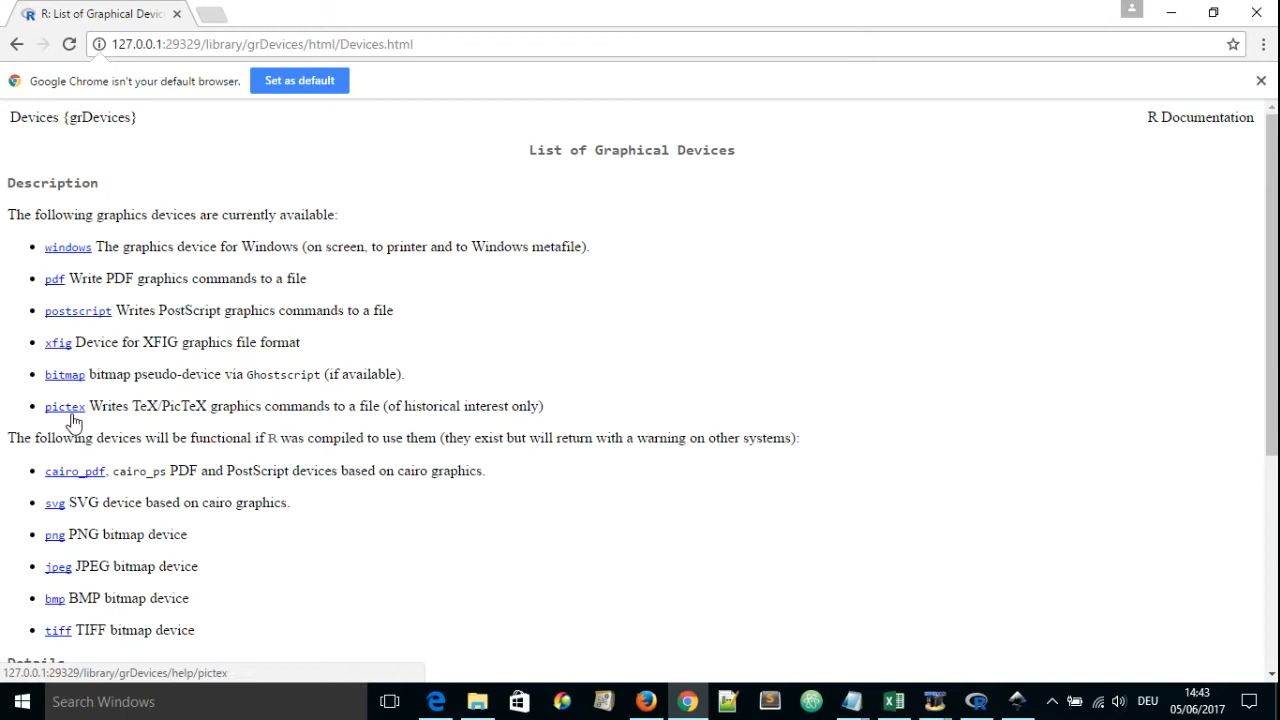 R: List of Graphical Devic
127.0.0.1:29329/library/grDevices/html/Devices.html
Google Chrome isn't your default browser. Set as default
Devices {grDevices} R Documentation
List of Graphical Devices
Description
The following graphics devices are currently available:
• windows The graphics device for Windows (on screen, to printer and to Windows metafile).
• pdf Write PDF graphics commands to a file
• postscript Writes PostScript graphics commands to a file
• xfig Device for XFIG graphics file format
• bitmap bitmap pseudo-device via Ghostscript (if available).
• pictex Writes TeX/PicTeX graphics commands to a file (of historical interest only)
The following devices will be functional if R was compiled to use them (they exist but will return with a warning on other systems):
• cairo_pdf, cairo_ps PDF and PostScript devices based on cairo graphics.
• svg SVG device based on cairo graphics.
• png PNG bitmap device
• jpeg JPEG bitmap device
• bmp BMP bitmap device
• tiff TIFF bitmap device
Details
127.0.0.1:29329/library/grDevices/help/pictex
Search Windows
DEU
14:43
05/06/2017